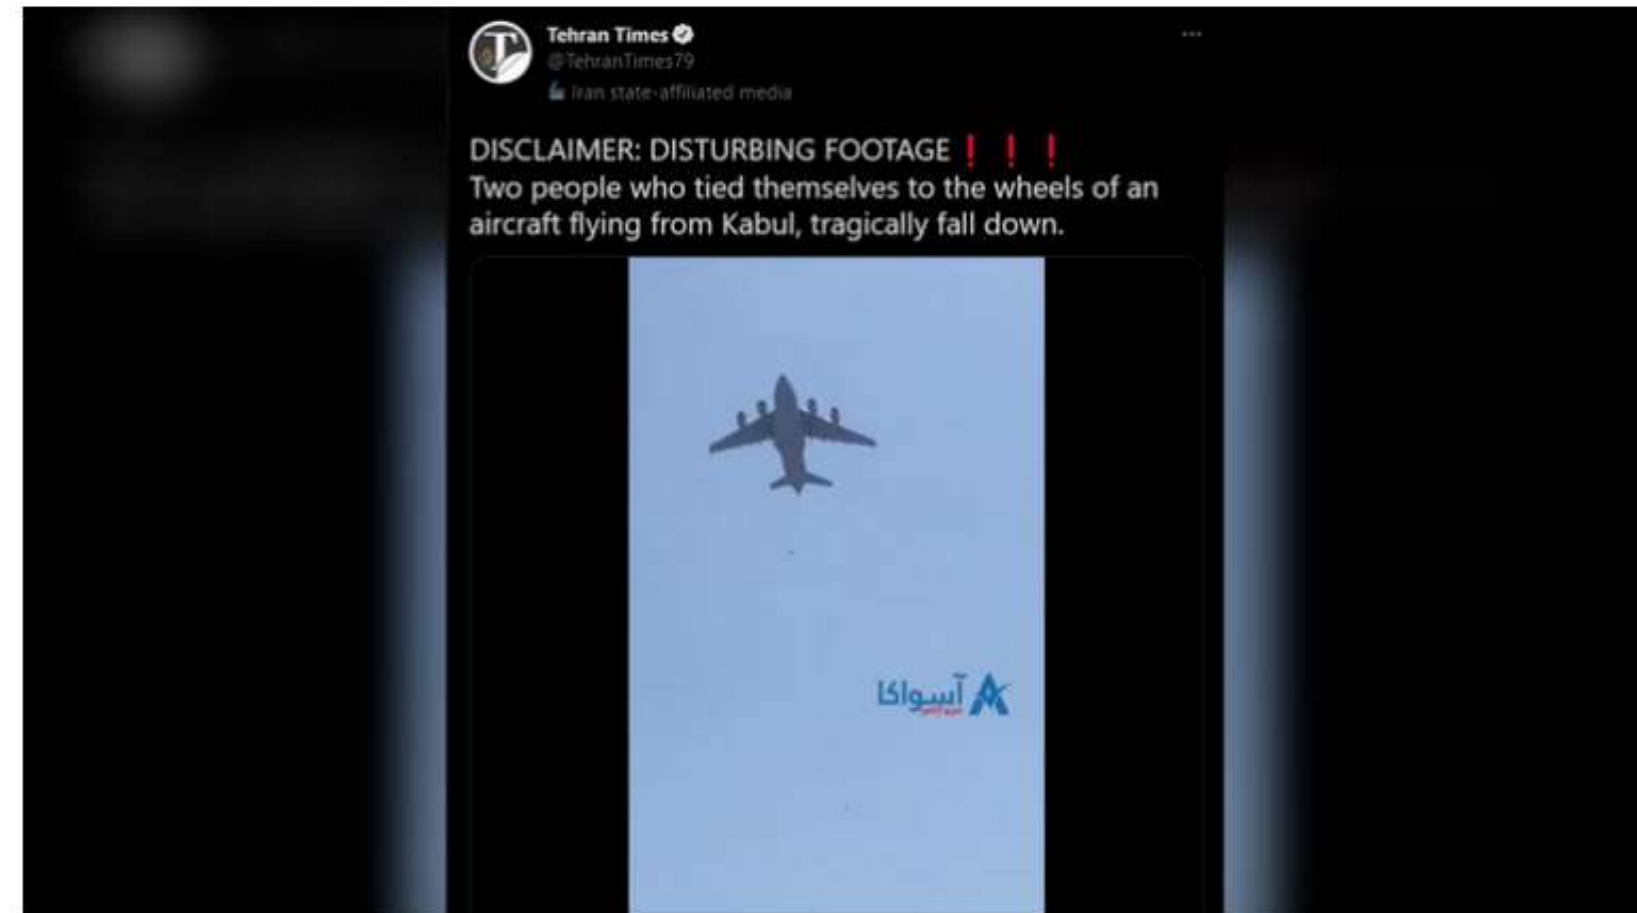 Tehran Times
@TehranTimes79
Iran state-affiliated media
DISCLAIMER: DISTURBING FOOTAGE❗❗❗
Two people who tied themselves to the wheels of an
aircraft flying from Kabul, tragically fall down.
آسواکا